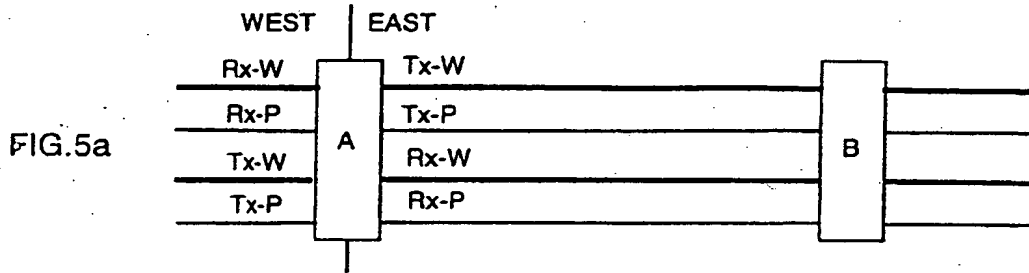 WEST EAST
Rx-W Tx-W
Rx-P Tx-P
FIG.5a A B
Tx-W Rx-W
Tx-P Rx-P